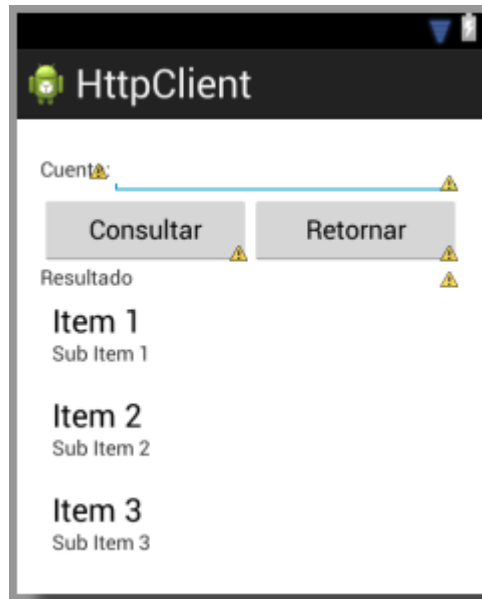 HttpClient
Cuenta:
Consultar Retornar
Resultado
Item 1
Sub Item 1
Item 2
Sub Item 2
Item 3
Sub Item 3